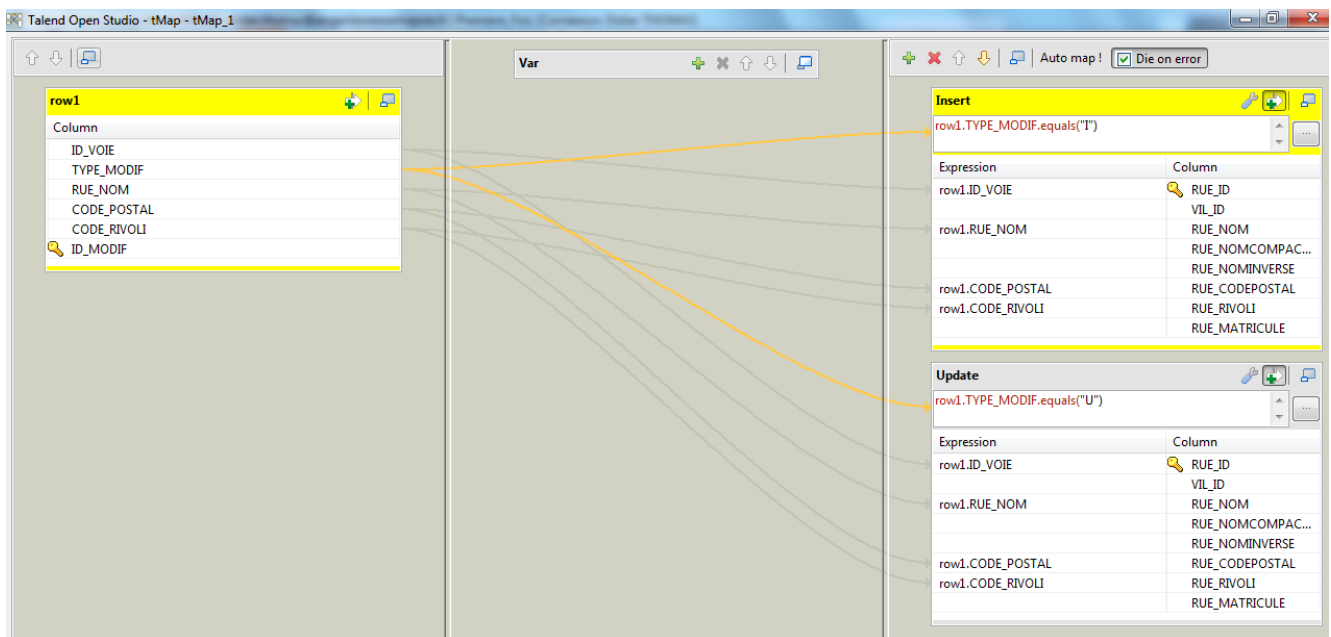 Talend Open Studio - tMap - tMap_1
Var
Auto map !
Die on error
row1
Column
ID_VOIE
TYPE_MODIF
RUE_NOM
CODE_POSTAL
CODE_RIVOLI
ID_MODIF
Insert
row1.TYPE_MODIF.equals("I")
...
Expression Column
row1.ID_VOIE RUE_ID
VIL_ID
row1.RUE_NOM RUE_NOM
RUE_NOMCOMPAC...
RUE_NOMINVERSE
row1.CODE_POSTAL RUE_CODEPOSTAL
row1.CODE_RIVOLI RUE_RIVOLI
RUE_MATRICULE
Update
row1.TYPE_MODIF.equals("U")
...
Expression Column
row1.ID_VOIE RUE_ID
VIL_ID
row1.RUE_NOM RUE_NOM
RUE_NOMCOMPAC...
RUE_NOMINVERSE
row1.CODE_POSTAL RUE_CODEPOSTAL
row1.CODE_RIVOLI RUE_RIVOLI
RUE_MATRICULE